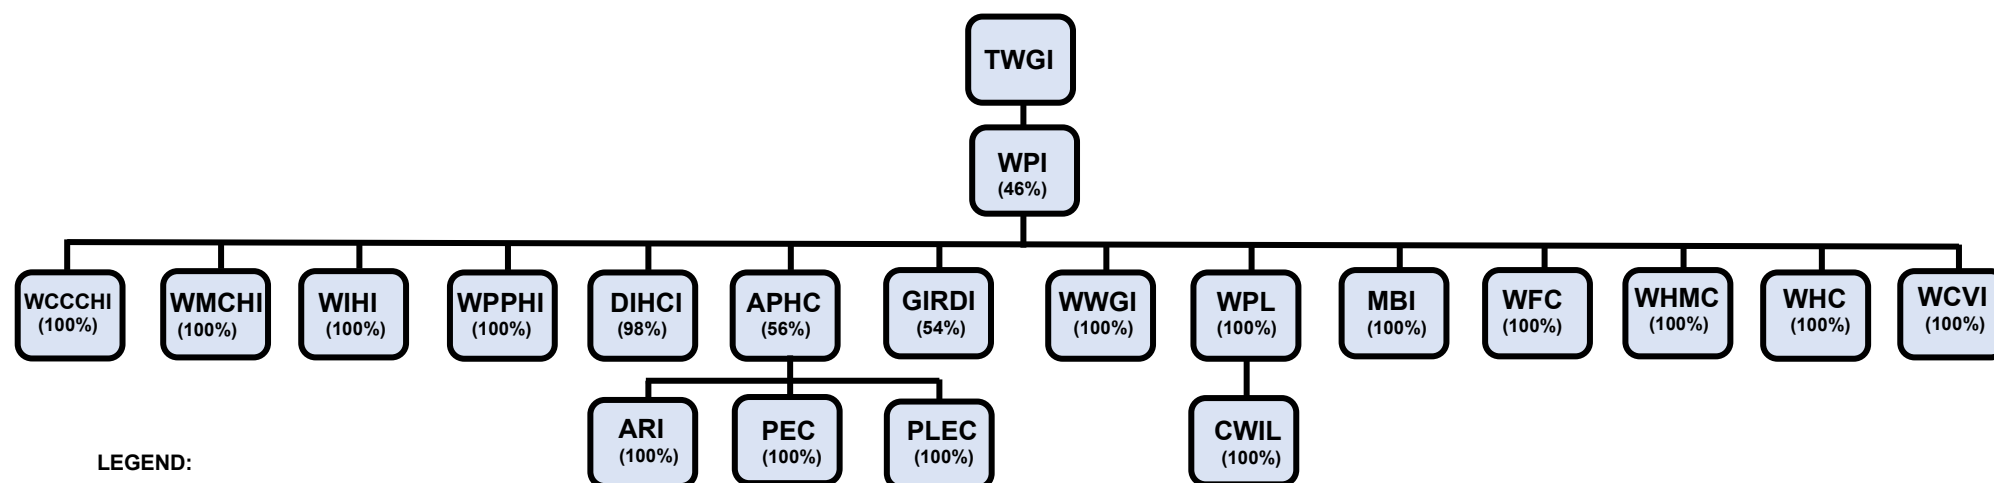 TWGI
WPI
(46%)
WCCCHI
(100%)
WMCHI
(100%)
WIHI
(100%)
WPPHI
(100%)
DIHCI
(98%)
APHC
(56%)
GIRDI
(54%)
WWGI
(100%)
WPL
(100%)
MBI
(100%)
WFC
(100%)
WHMC
(100%)
WHC
(100%)
WCVI
(100%)
ARI
(100%)
PEC
(100%)
PLEC
(100%)
CWIL
(100%)
LEGEND: